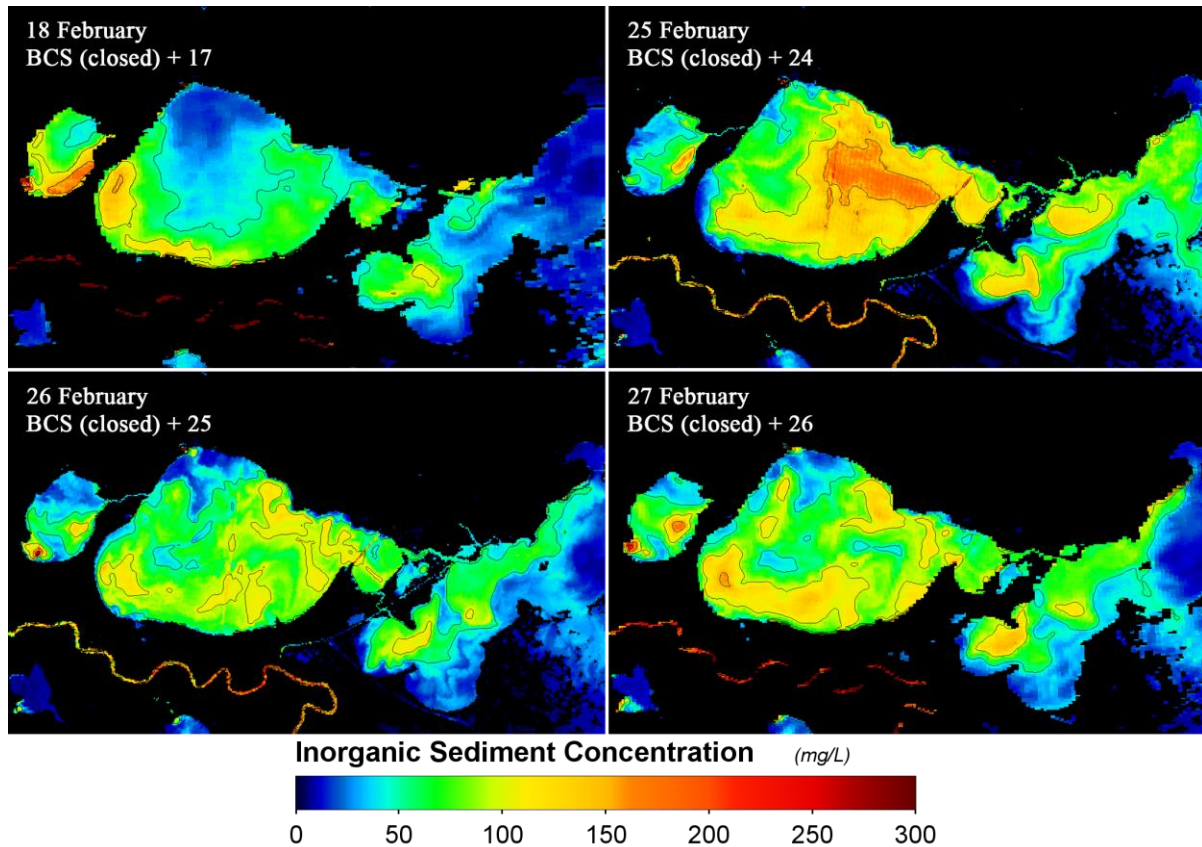 18 February
BCS (closed) + 17
25 February
BCS (closed) + 24
26 February
BCS (closed) + 25
27 February
BCS (closed) + 26
Inorganic Sediment Concentration (mg/L)
0 50 100 150 200 250 300